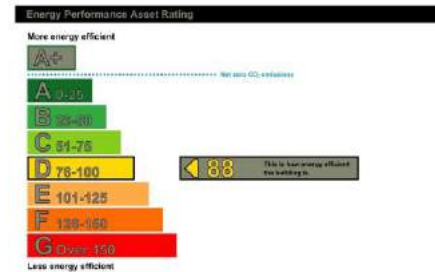 Energy Performance Asset Rating
More energy efficient
A+
Net zero CO₂ emissions
A 0-25
B 26-50
C 51-75
D 76-100
88
This is how energy efficient
the building is.
E 101-125
F 126-150
G Over 150
Less energy efficient